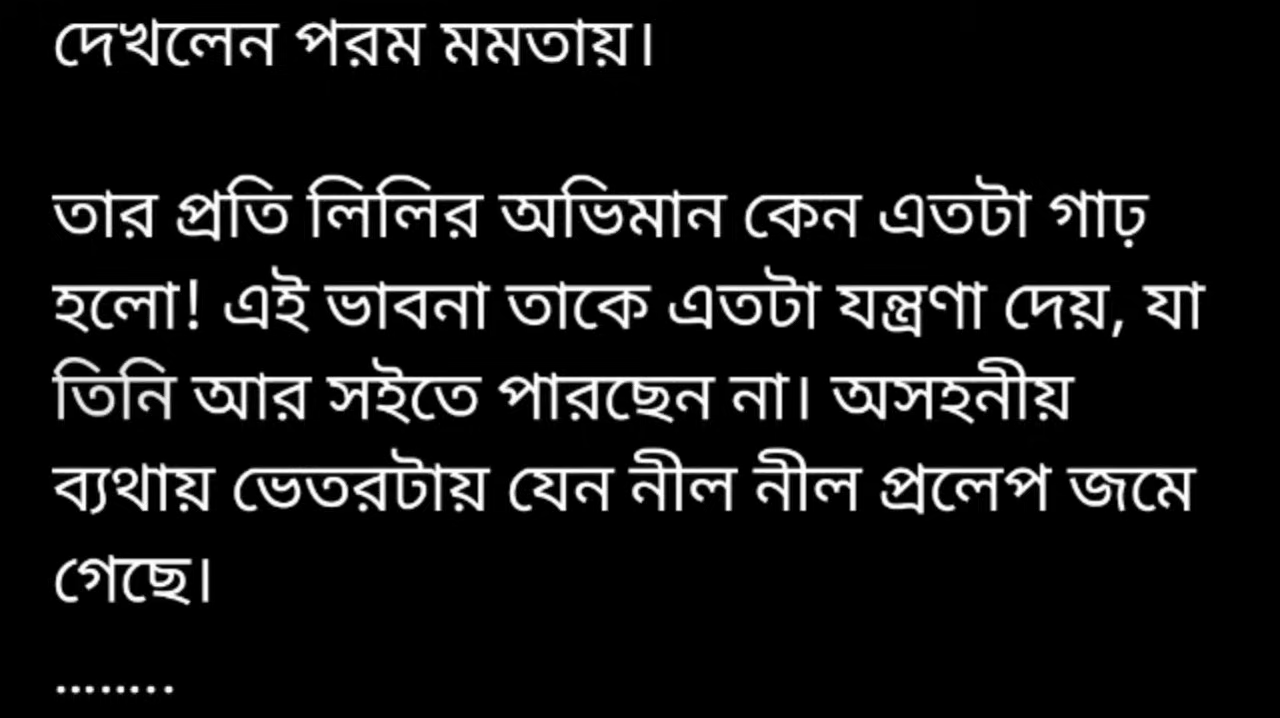 দেখলেন পরম মমতায়।
তার প্রতি লিলির অভিমান কেন এতটা গাঢ়
হলো! এই ভাবনা তাকে এতটা যন্ত্রণা দেয়, যা
তিনি আর সইতে পারছেন না। অসহনীয়
ব্যথায় ভেতরটায় যেন নীল নীল প্রলেপ জমে
গেছে।
........